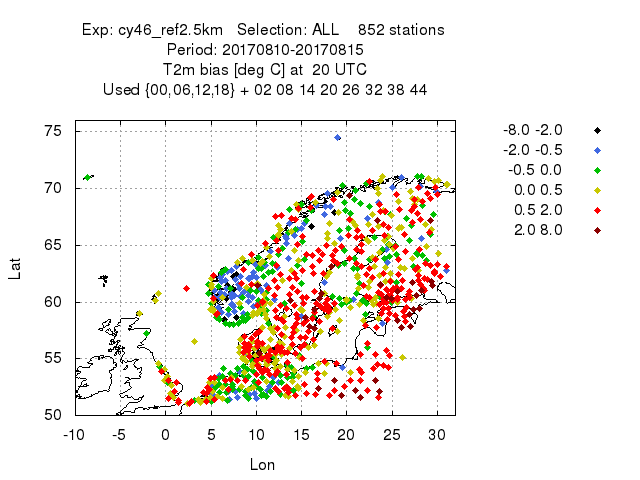 Exp: cy46_ref2.5km   Selection: ALL    852 stations
Period: 20170810-20170815
T2m bias [deg C] at  20 UTC
Used {00,06,12,18} + 02 08 14 20 26 32 38 44
-8.0 -2.0
-2.0 -0.5
-0.5 0.0
0.0 0.5
0.5 2.0
2.0 8.0
75
70
65
60
55
50
Lat
-10 -5 0 5 10 15 20 25 30
Lon